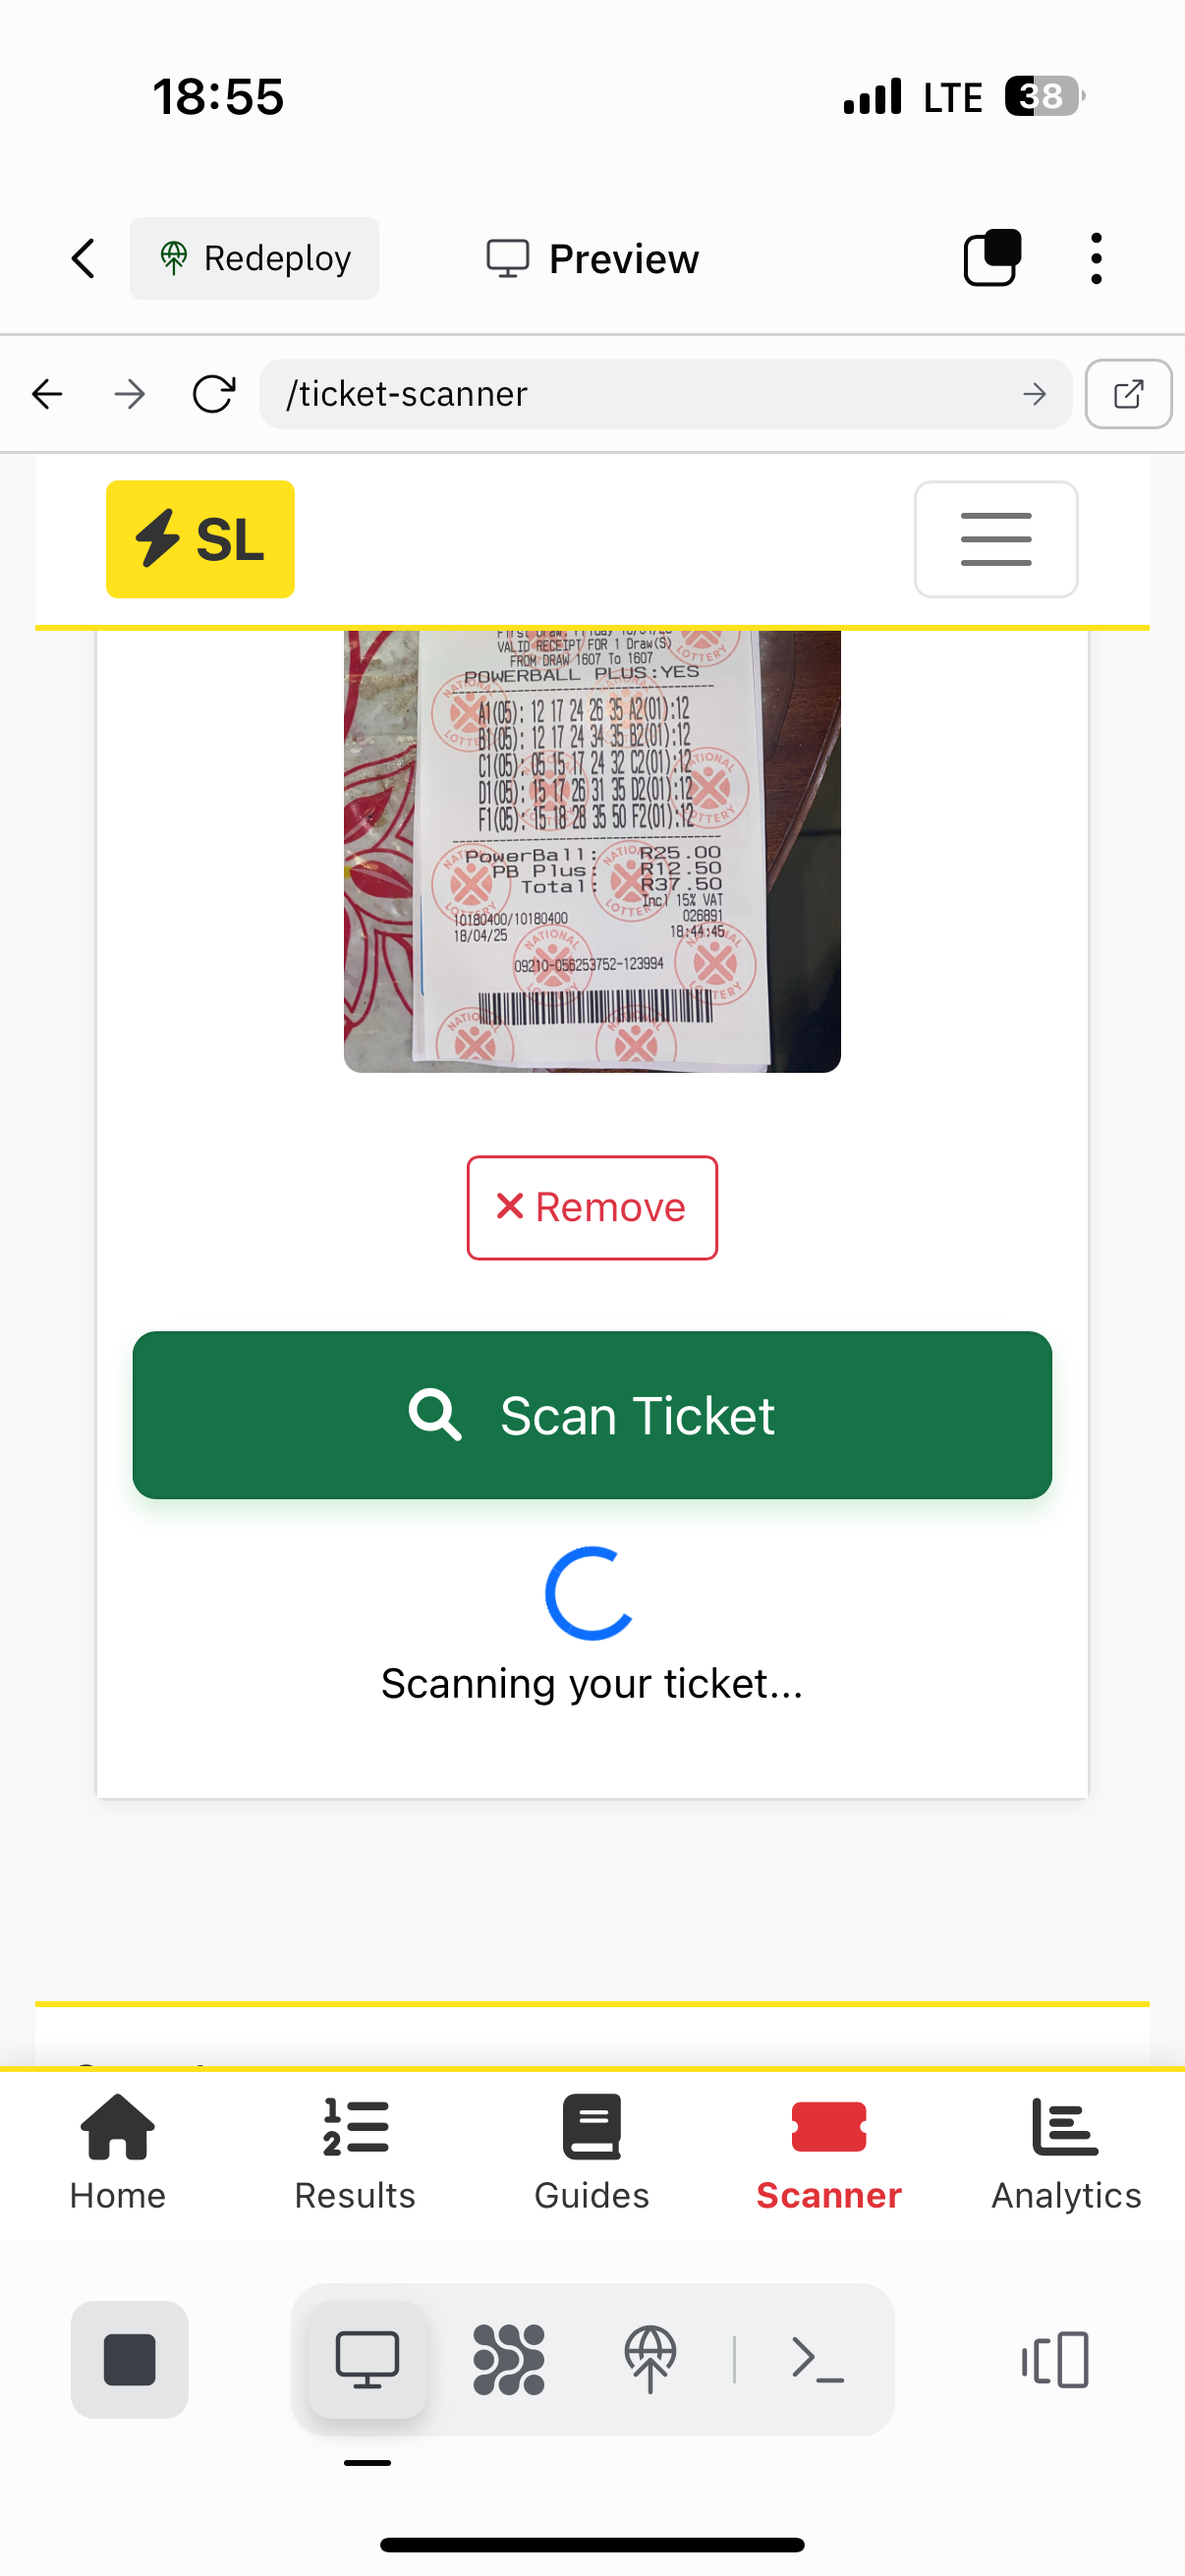 18:55 LTE 38
Redeploy Preview
/ticket-scanner
SL
VALID RECEIPT FOR 1 Draw(S)
FROM DRAW 1607 To 1607
POWERBALL PLUS:YES
A1(05): 12 17 24 26 35 A2(01):12
B1(05): 12 17 24 34 35 B2(01):12
C1(05): 05 15 17 24 32 C2(01):12
D1(05): 15 17 26 31 35 D2(01):12
F1(05): 15 18 28 35 50 F2(01):12
PowerBall: R25.00
PB Plus: R12.50
Total: R37.50
Incl 15% VAT
10180400/10180400 026891
18/04/25 18:44:45
09210-056253752-123994
NATIONAL LOTTERY
Remove
Scan Ticket
Scanning your ticket...
Home Results Guides Scanner Analytics